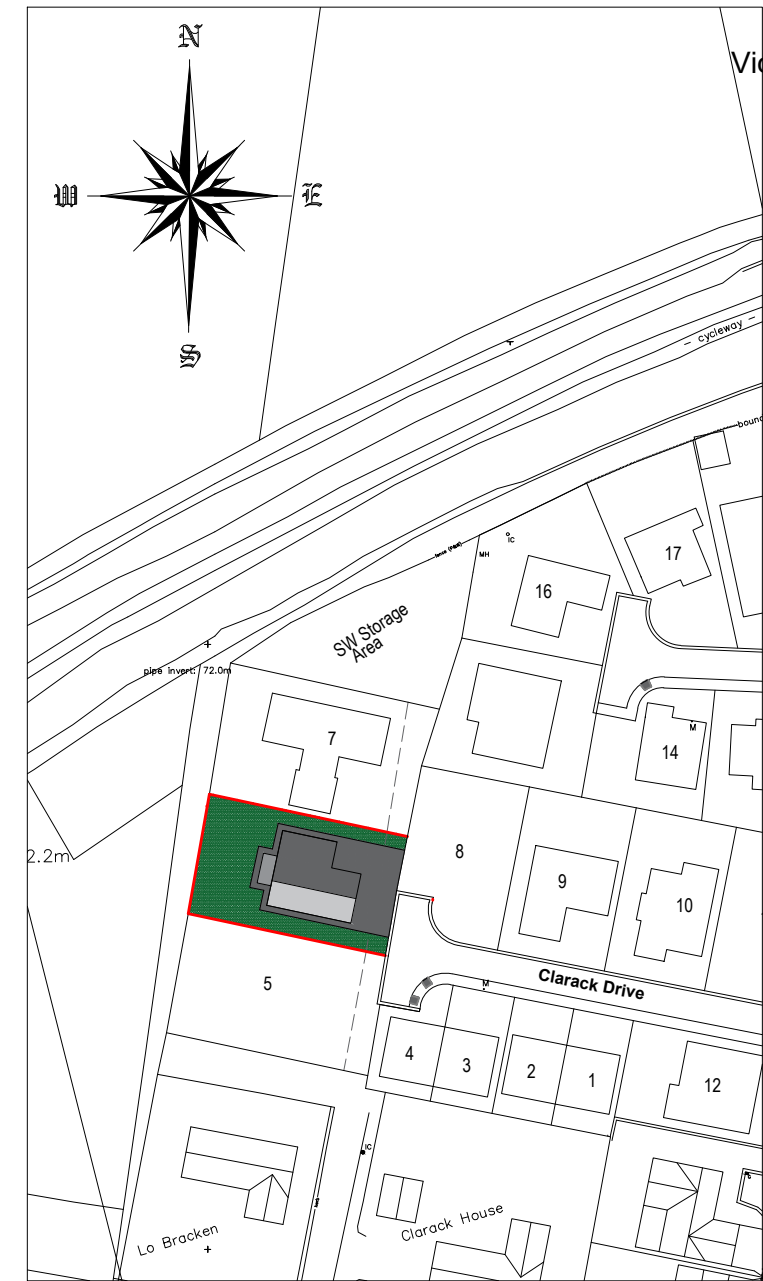 N
Vic
W
E
S
- cycleway -
bound
17
IC
MH
16
SW Storage
Area
pipe invert: 72.0m
7
M
14
2.2m
8
9
10
5
Clarack Drive
M
4
3
2
1
12
IC
Lo Bracken
Clarack House